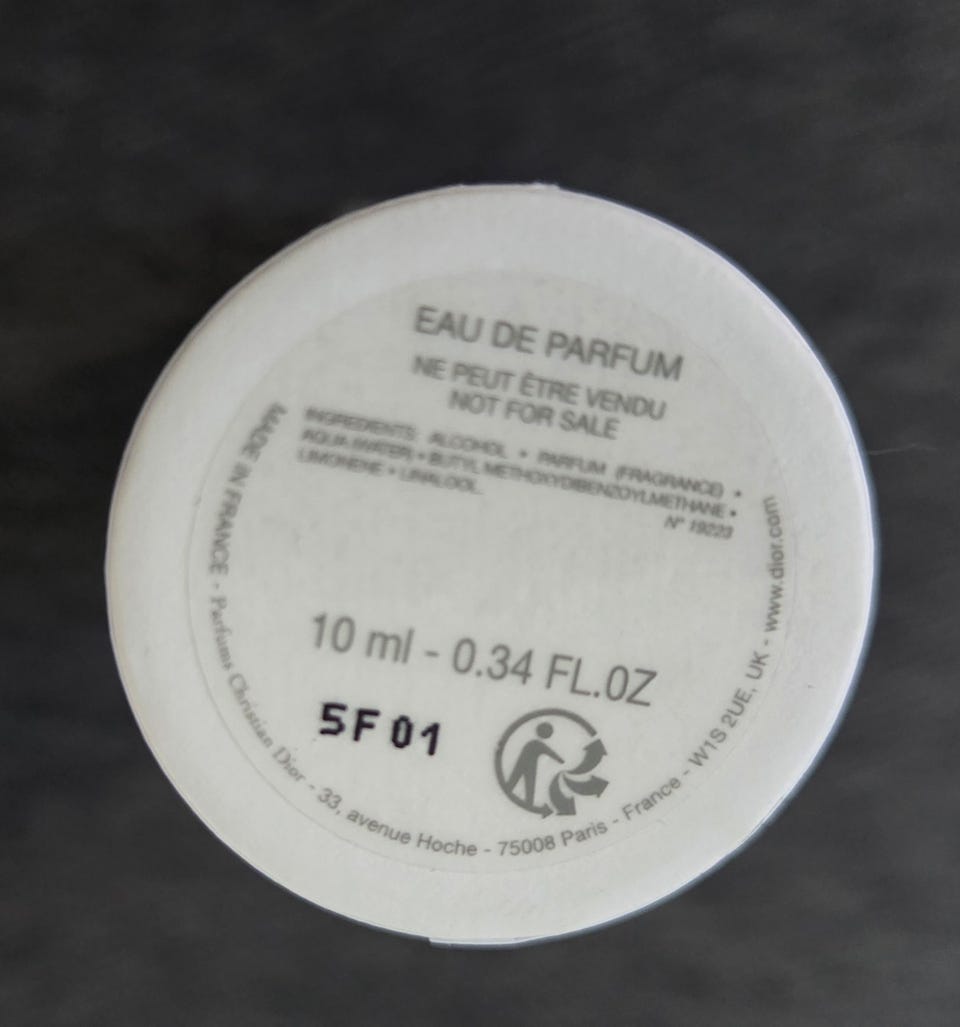 EAU DE PARFUM
NE PEUT ÊTRE VENDU
NOT FOR SALE
INGREDIENTS: ALCOHOL • PARFUM (FRAGRANCE) •
AQUA (WATER) • BUTYL METHOXYDIBENZOYLMETHANE •
LIMONENE • LINALOOL.
N° 19223
10 ml - 0.34 FL.OZ
5F01
MADE IN FRANCE - Parfums Christian Dior - 33, avenue Hoche - 75008 Paris - France - W1S 2UE, UK - www.dior.com